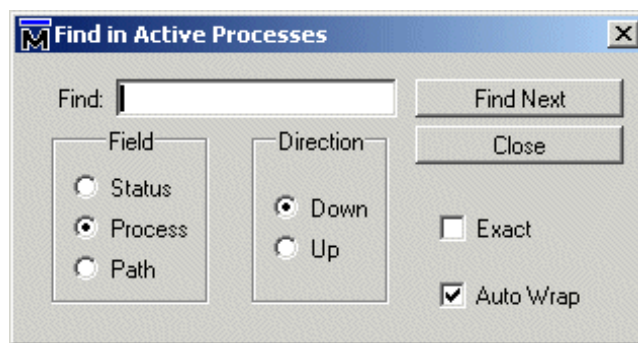 M Find in Active Processes
Find: Find Next
Close
Field
Status
Process
Path
Direction
Down
Up
Exact
Auto Wrap